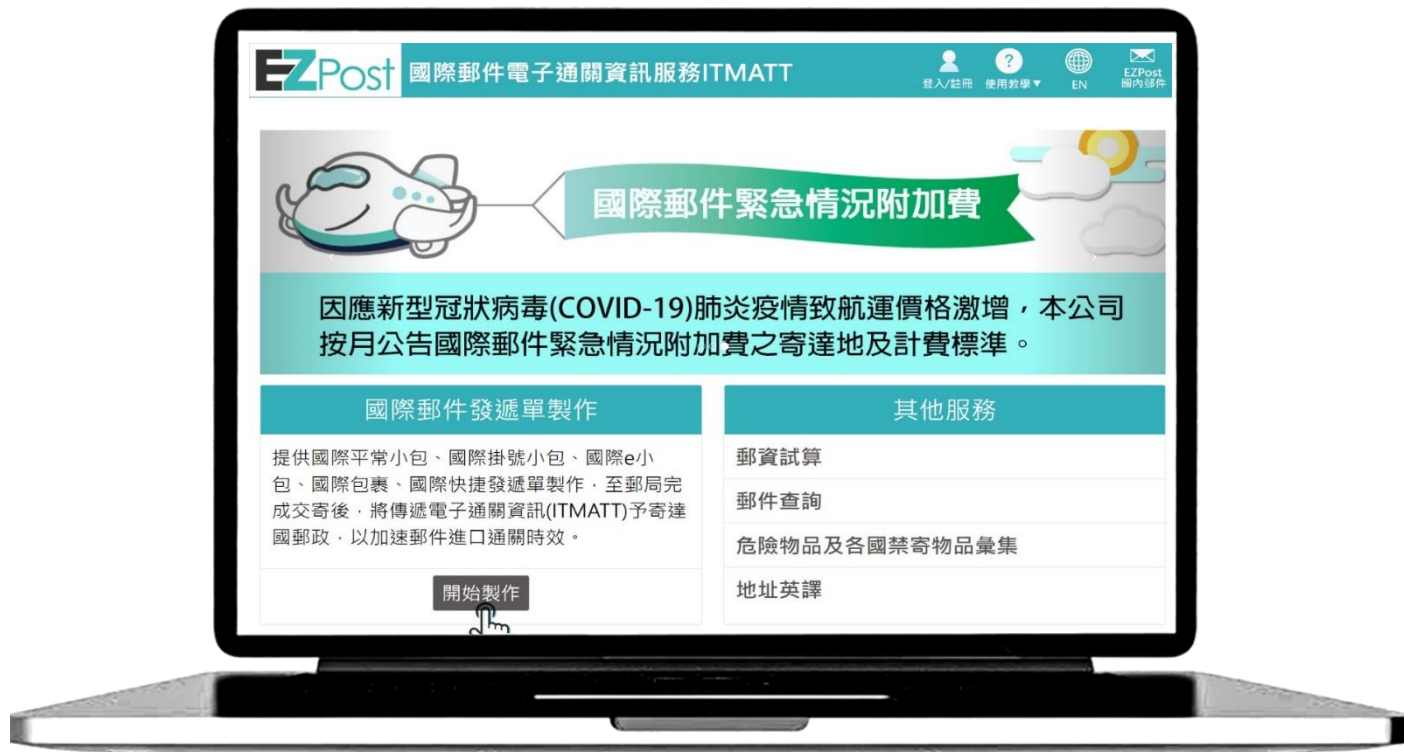 EZPost 國際郵件電子通關資訊服務ITMATT
登入/註冊 使用教學▼ EN EZPost
國內郵件
國際郵件緊急情況附加費
因應新型冠狀病毒(COVID-19)肺炎疫情致航運價格激增，本公司
按月公告國際郵件緊急情況附加費之寄達地及計費標準。
國際郵件發遞單製作
提供國際平常小包、國際掛號小包、國際e小
包、國際包裹、國際快捷發遞單製作，至郵局完
成交寄後，將傳遞電子通關資訊(ITMATT)予寄達
國郵政，以加速郵件進口通關時效。
開始製作
其他服務
郵資試算
郵件查詢
危險物品及各國禁寄物品彙集
地址英譯